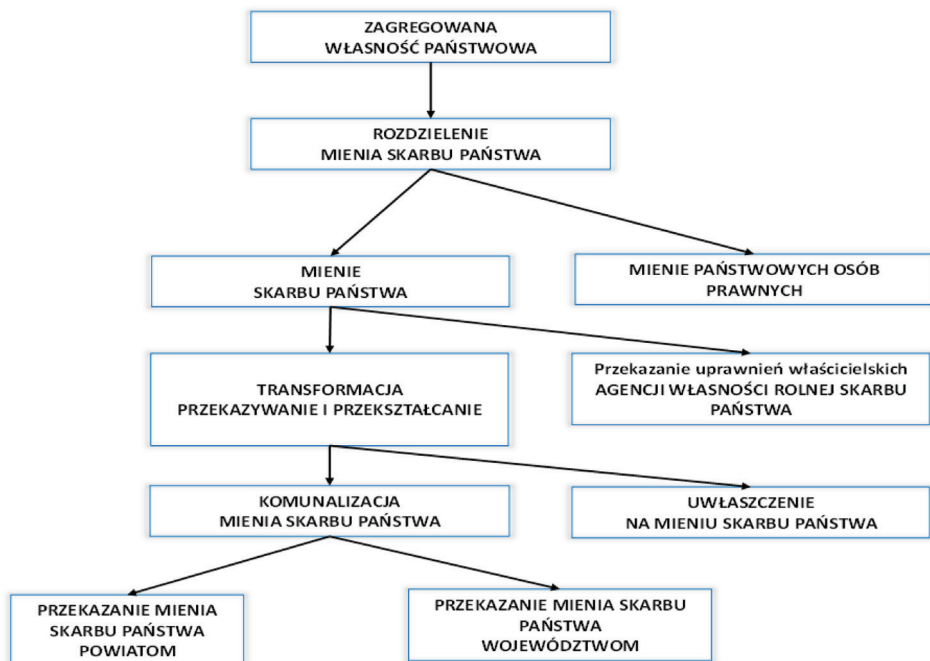 ZAGREGOWANA
WŁASNOŚĆ PAŃSTWOWA
ROZDZIELENIE
MIENIA SKARBU PAŃSTWA
MIENIE
SKARBU PAŃSTWA
MIENIE PAŃSTWOWYCH OSÓB
PRAWNYCH
TRANSFORMACJA
PRZEKAZYWANIE I PRZEKSZTAŁCANIE
Przekazanie uprawnień właścicielskich
AGENCJI WŁASNOŚCI ROLNEJ SKARBU
PAŃSTWA
KOMUNALIZACJA
MIENIA SKARBU PAŃSTWA
UWŁASZCZENIE
NA MIENIU SKARBU PAŃSTWA
PRZEKAZANIE MIENIA
SKARBU PAŃSTWA
POWIATOM
PRZEKAZANIE MIENIA SKARBU
PAŃSTWA
WOJEWÓDZTWOM